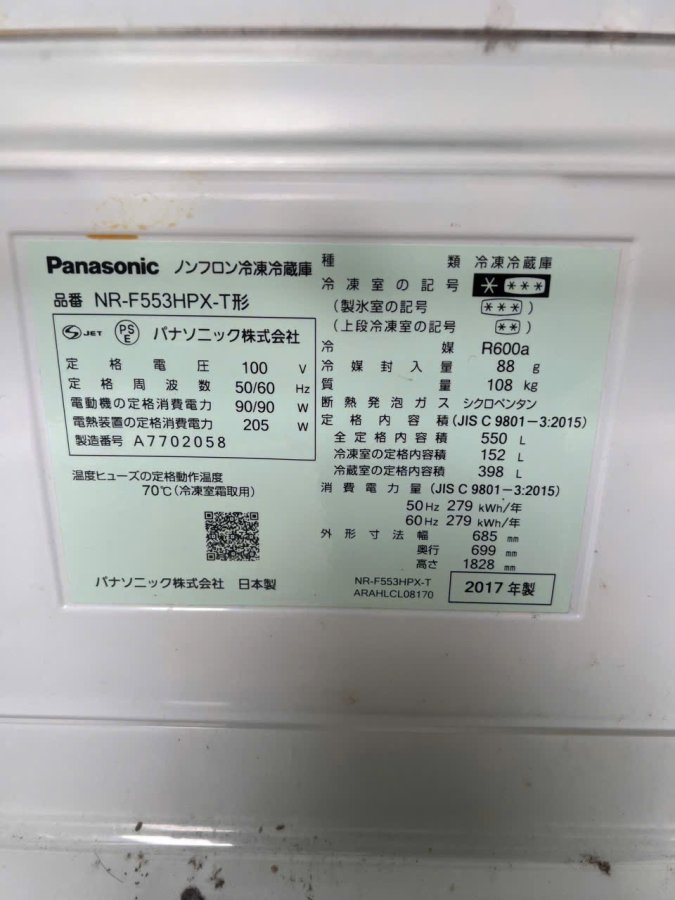 Panasonic ノンフロン冷凍冷蔵庫
品番 NR-F553HPX-T形
S JET PSE パナソニック株式会社
定格電圧 100 V
定格周波数 50/60 Hz
電動機の定格消費電力 90/90 W
電熱装置の定格消費電力 205 W
製造番号 A7702058
温度ヒューズの定格動作温度
70℃(冷凍室霜取用)
パナソニック株式会社 日本製
種類 冷凍冷蔵庫
冷凍室の記号 * ***
(製氷室の記号 *** )
(上段冷凍室の記号 ** )
冷媒 R600a
冷媒封入量 88 g
質量 108 kg
断熱発泡ガス シクロペンタン
定格内容積 (JIS C 9801-3:2015)
全定格内容積 550 L
冷凍室の定格内容積 152 L
冷蔵室の定格内容積 398 L
消費電力量 (JIS C 9801-3:2015)
50Hz 279 kWh/年
60Hz 279 kWh/年
外形寸法 幅 685 mm
奥行 699 mm
高さ 1828 mm
NR-F553HPX-T
ARAHLCL08170
2017年製